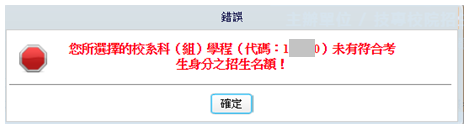 錯誤
您所選擇的校系科（組）學程（代碼：1 0）未有符合考
生身分之招生名額！
確定